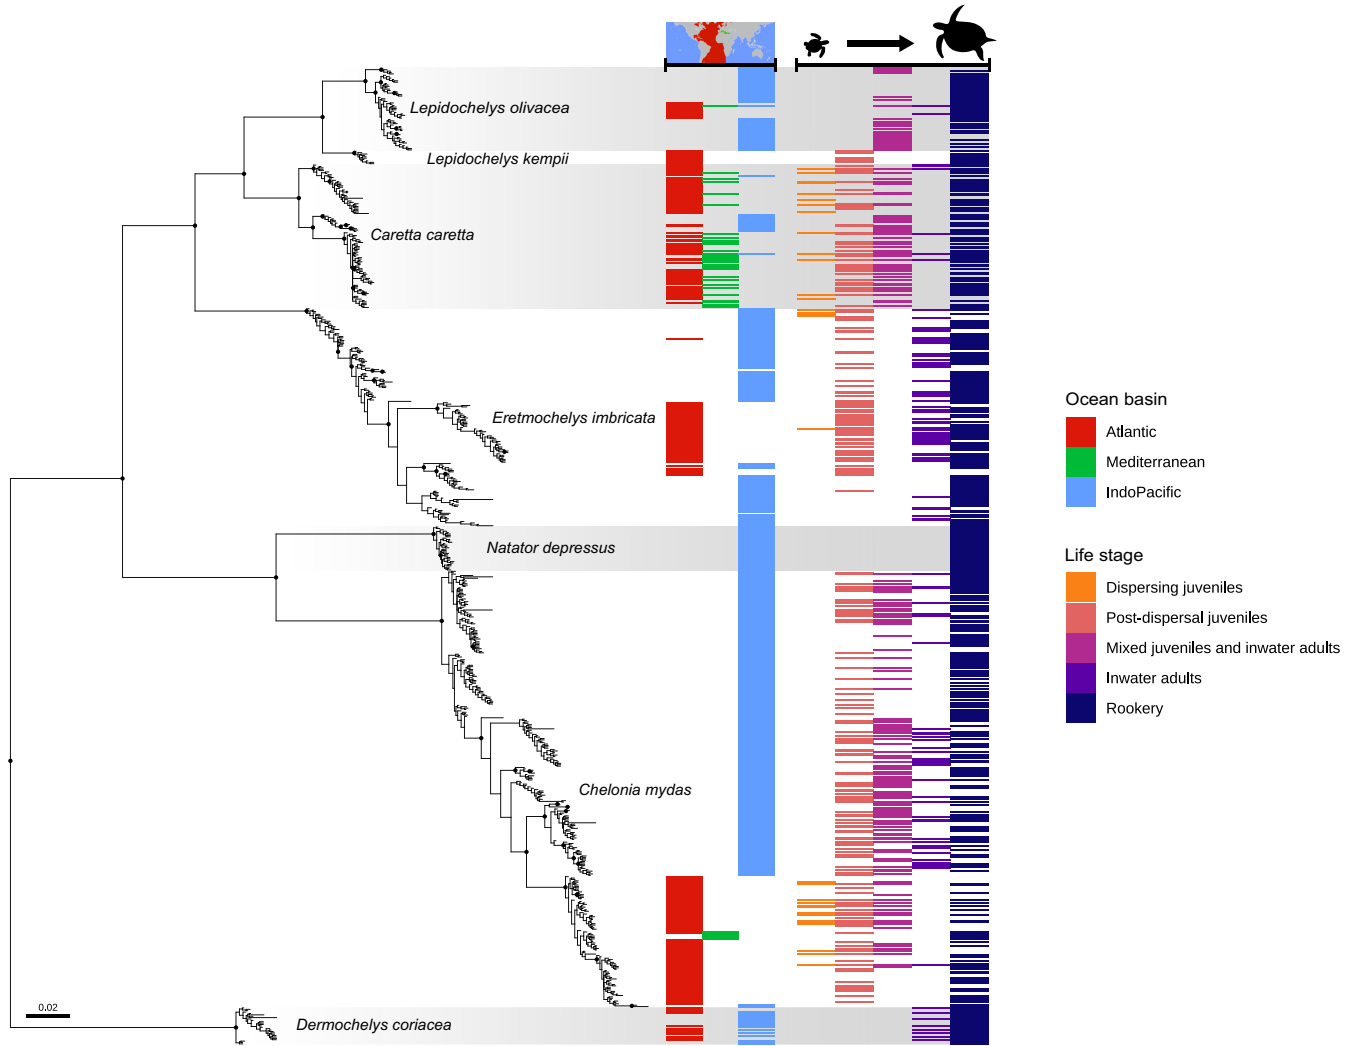 Lepidochelys olivacea
Lepidochelys kempii
Caretta caretta
Eretmochelys imbricata
Natator depressus
Chelonia mydas
Dermochelys coriacea
0.02
Ocean basin
Atlantic
Mediterranean
IndoPacific
Life stage
Dispersing juveniles
Post-dispersal juveniles
Mixed juveniles and inwater adults
Inwater adults
Rookery